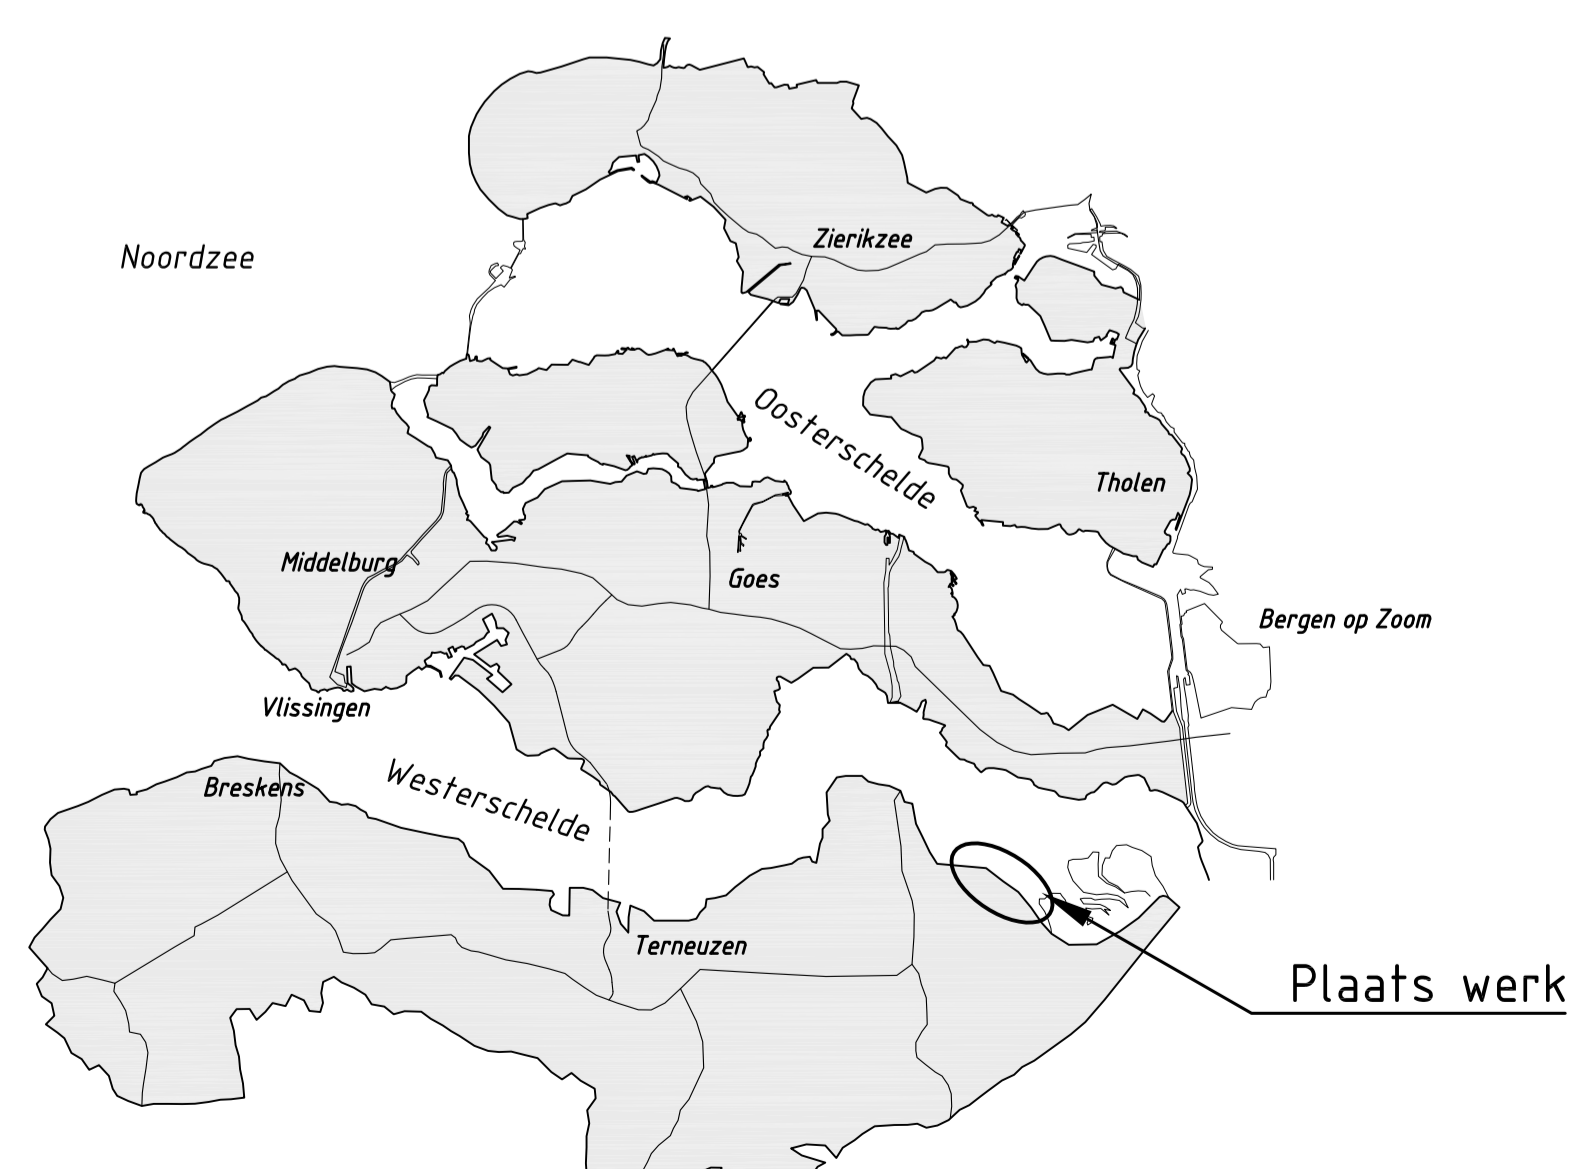 Noordzee
Zierikzee
Oosterschelde
Tholen
Middelburg
Goes
Bergen op Zoom
Vlissingen
Westerschelde
Breskens
Terneuzen
Plaats werk